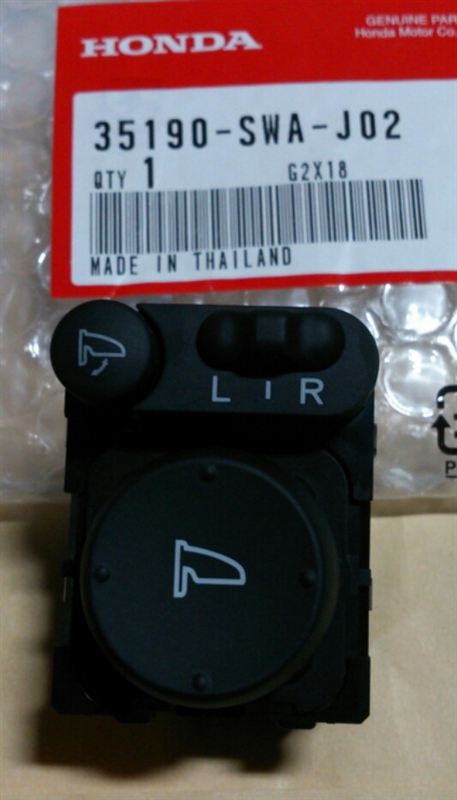 HONDA
GENUINE PAR
Honda Motor Co.
35190-SWA-J02
QTY 1 G2X18
MADE IN THAILAND
L R
P